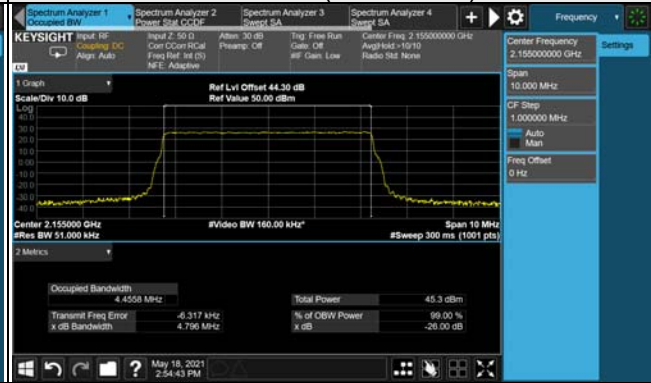 Spectrum Analyzer 1
Occupied BW
Spectrum Analyzer 2
Power Stat CCDF
Spectrum Analyzer 3
Swept SA
Spectrum Analyzer 4
Swept SA
Frequency
KEYSIGHT
Input: RF
Coupling: DC
Align: Auto
Input Z: 50 Ω
Corr CCorr RCal
Freq Ref: Int (S)
NFE: Adaptive
Atten: 30 dB
Preamp: Off
Trig: Free Run
Gate: Off
#IF Gain: Low
Center Freq: 2.155000000 GHz
Avg|Hold:>10/10
Radio Std: None
LXI
Center Frequency
2.155000000 GHz
Settings
Span
10.000 MHz
CF Step
1.000000 MHz
Auto
Man
Freq Offset
0 Hz
1 Graph
Scale/Div 10.0 dB
Ref Lvl Offset 44.30 dB
Ref Value 50.00 dBm
Log
40.0
30.0
20.0
10.0
0.00
-10.0
-20.0
-30.0
-40.0
Center 2.155000 GHz
#Res BW 51.000 kHz
#Video BW 160.00 kHz*
Span 10 MHz
#Sweep 300 ms (1001 pts)
2 Metrics
Occupied Bandwidth
4.4558 MHz
Total Power 45.3 dBm
Transmit Freq Error -6.317 kHz
% of OBW Power 99.00 %
x dB Bandwidth 4.796 MHz
x dB -26.00 dB
?
May 18, 2021
2:54:43 PM